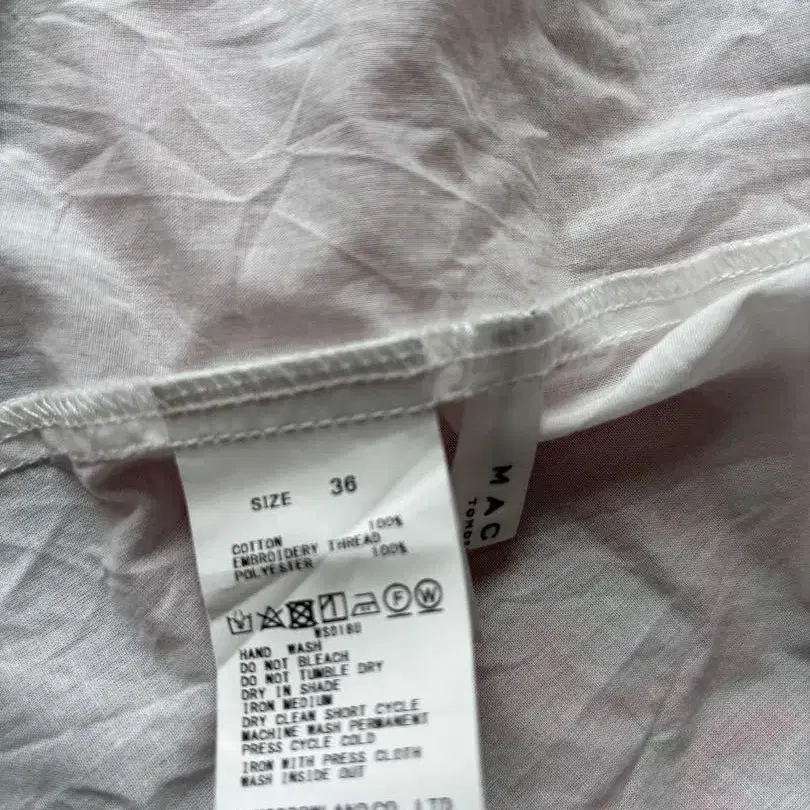 SIZE 36
COTTON 100%
EMBROIDERY THREAD
POLYESTER 100%
F W
HAND WASH
DO NOT BLEACH
DO NOT TUMBLE DRY
DRY IN SHADE
IRON MEDIUM
DRY CLEAN SHORT CYCLE
MACHINE WASH PERMANENT
PRESS CYCLE COLD
IRON WITH PRESS CLOTH
WASH INSIDE OUT
CO., LTD
MAC